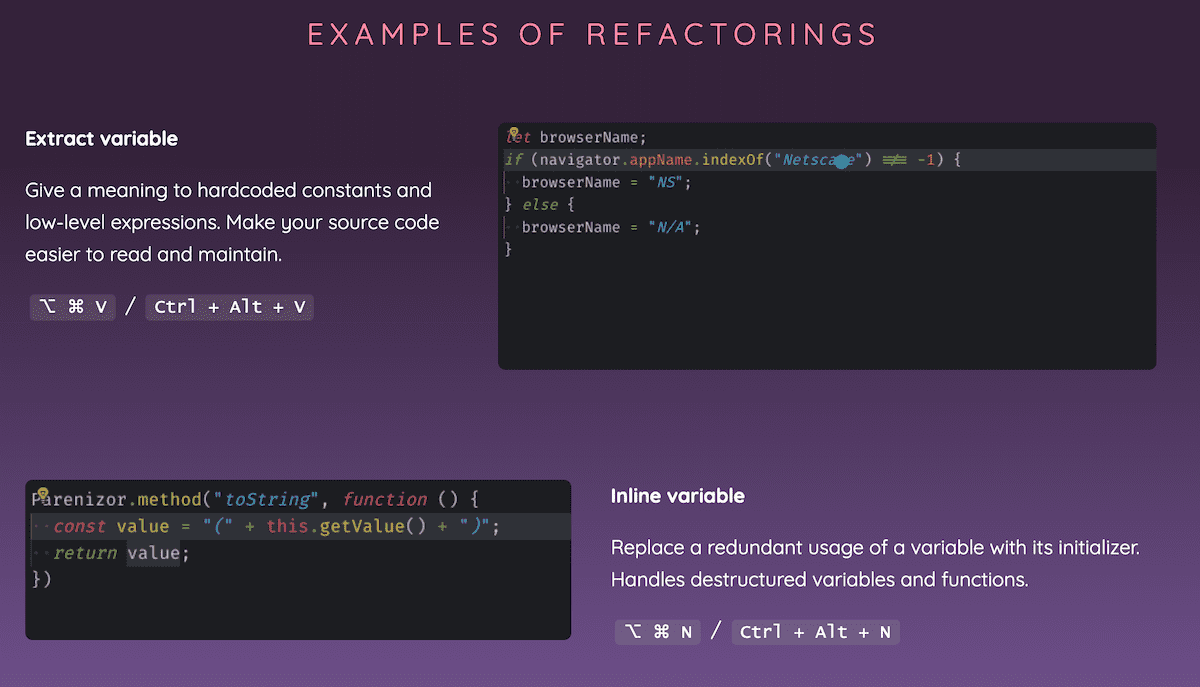 EXAMPLES OF REFACTORINGS
Extract variable
Give a meaning to hardcoded constants and
low-level expressions. Make your source code
easier to read and maintain.
⌥ ⌘ V / Ctrl + Alt + V
let browserName;
if (navigator.appName.indexOf("Netscape") !== -1) {
browserName = "NS";
} else {
browserName = "N/A";
}
Parenizor.method("toString", function () {
const value = "(" + this.getValue() + ")";
return value;
})
Inline variable
Replace a redundant usage of a variable with its initializer.
Handles destructured variables and functions.
⌥ ⌘ N / Ctrl + Alt + N